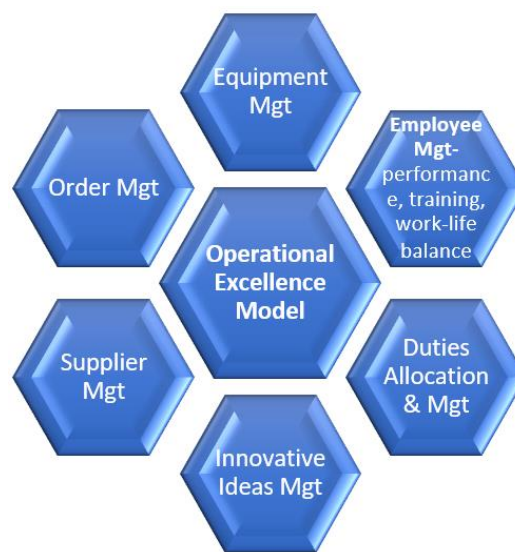 Equipment
Mgt
Employee
Mgt-
performanc
e, training,
work-life
balance
Order Mgt
Operational
Excellence
Model
Supplier
Mgt
Duties
Allocation
& Mgt
Innovative
Ideas Mgt